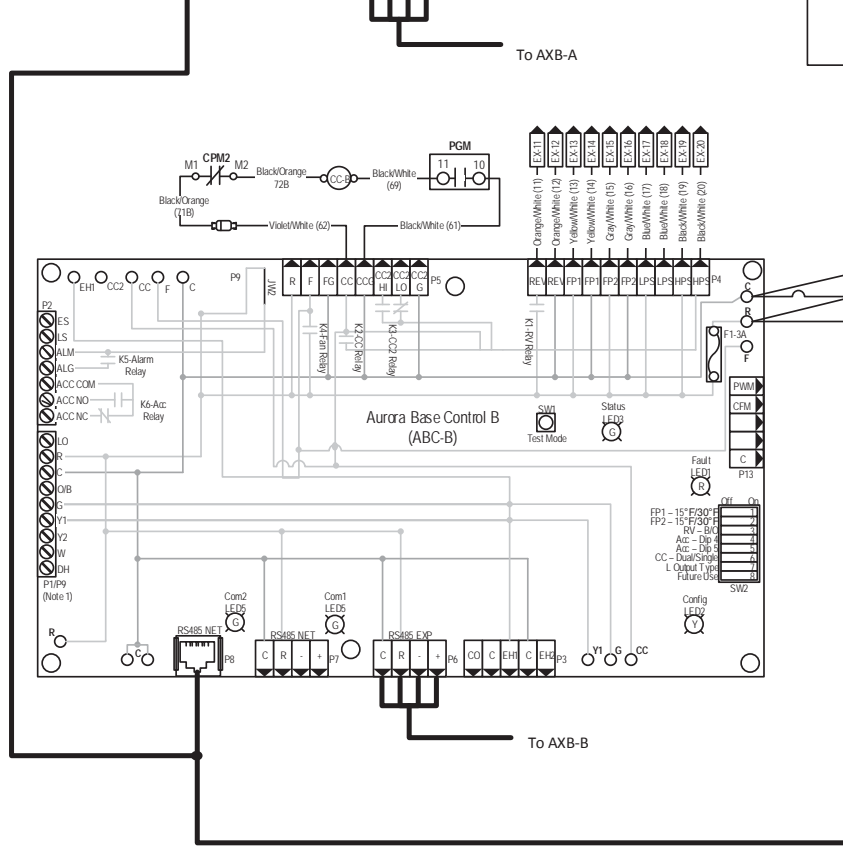 To AXB-A
CPM2
M1
M2
Black/Orange
72B
CC-B
Black/White
(69)
PGM
11
10
Black/Orange
(71B)
Violet/White (62)
Black/White (61)
EX-11
EX-12
EX-13
EX-14
EX-15
EX-16
EX-17
EX-18
EX-19
EX-20
Orange/White (11)
Orange/White (12)
Yellow/White (13)
Yellow/White (14)
Gray/White (15)
Gray/White (16)
Blue/White (17)
Blue/White (18)
Black/White (19)
Black/White (20)
EH1
CC2
CC
F
C
P9
JW2
R
F
FG
CC
CCG
CC2 HI
CC2 LO
CC2 G
P5
REV
REV
FP1
FP1
FP2
FP2
LPS
LPS
HPS
HPS
P4
C
R
F
F1-3A
P2
ES
LS
ALM
ALG
ACC COM
ACC NO
ACC NC
K5-Alarm
Relay
K6-Acc
Relay
K4-Fan Relay
K2-CC Relay
K3-CC2 Relay
K1-RV Relay
Aurora Base Control B
(ABC-B)
SW1
Test Mode
Status
LED3
G
PWM
CFM
C
P13
LO
R
C
O/B
G
Y1
Y2
W
DH
P1/P9
(Note 1)
Fault
LED1
R
Off
On
FP1 – 15°F/30°F
1
FP2 – 15°F/30°F
2
RV – B/O
3
Acc – Dip 4
4
Acc – Dip 5
5
CC – Dual/Single
6
L Output Type
7
Future Use
8
SW2
Config
LED2
Y
Com2
LED5
G
Com1
LED5
G
R
C
RS485 NET
P8
RS485 NET
C
R
-
+
P7
RS485 EXP
C
R
-
+
P6
CO
C
EH1
C
EH2
P3
Y1
G
CC
To AXB-B